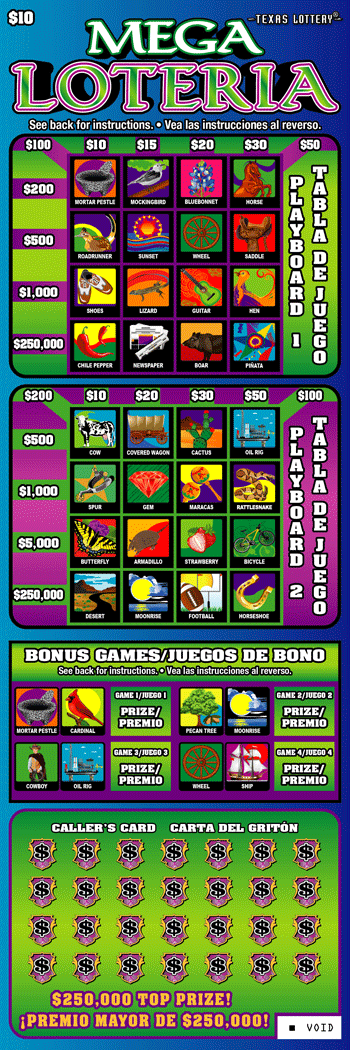 $10
TEXAS LOTTERY®
MEGA
LOTERIA
See back for instructions. • Vea las instrucciones al reverso.
$100 $10 $15 $20 $30 $50
$200
MORTAR PESTLE MOCKINGBIRD BLUEBONNET HORSE
$500
ROADRUNNER SUNSET WHEEL SADDLE
$1,000
SHOES LIZARD GUITAR HEN
$250,000
CHILE PEPPER NEWSPAPER BOAR PIÑATA
PLAYBOARD 1
TABLA DE JUEGO
$200 $10 $20 $30 $50 $100
$500
COW COVERED WAGON CACTUS OIL RIG
$1,000
SPUR GEM MARACAS RATTLESNAKE
$5,000
BUTTERFLY ARMADILLO STRAWBERRY BICYCLE
$250,000
DESERT MOONRISE FOOTBALL HORSESHOE
PLAYBOARD 2
TABLA DE JUEGO
BONUS GAMES/JUEGOS DE BONO
See back for instructions. • Vea las instrucciones al reverso.
GAME 1/JUEGO 1
PRIZE/
PREMIO
MORTAR PESTLE CARDINAL
GAME 2/JUEGO 2
PRIZE/
PREMIO
PECAN TREE MOONRISE
GAME 3/JUEGO 3
PRIZE/
PREMIO
COWBOY OIL RIG
GAME 4/JUEGO 4
PRIZE/
PREMIO
WHEEL SHIP
CALLER'S CARD CARTA DEL GRITÓN
$ $ $ $ $ $ $
$ $ $ $ $ $ $
$ $ $ $ $ $ $
$ $ $ $ $ $ $
$250,000 TOP PRIZE!
¡PREMIO MAYOR DE $250,000!
VOID